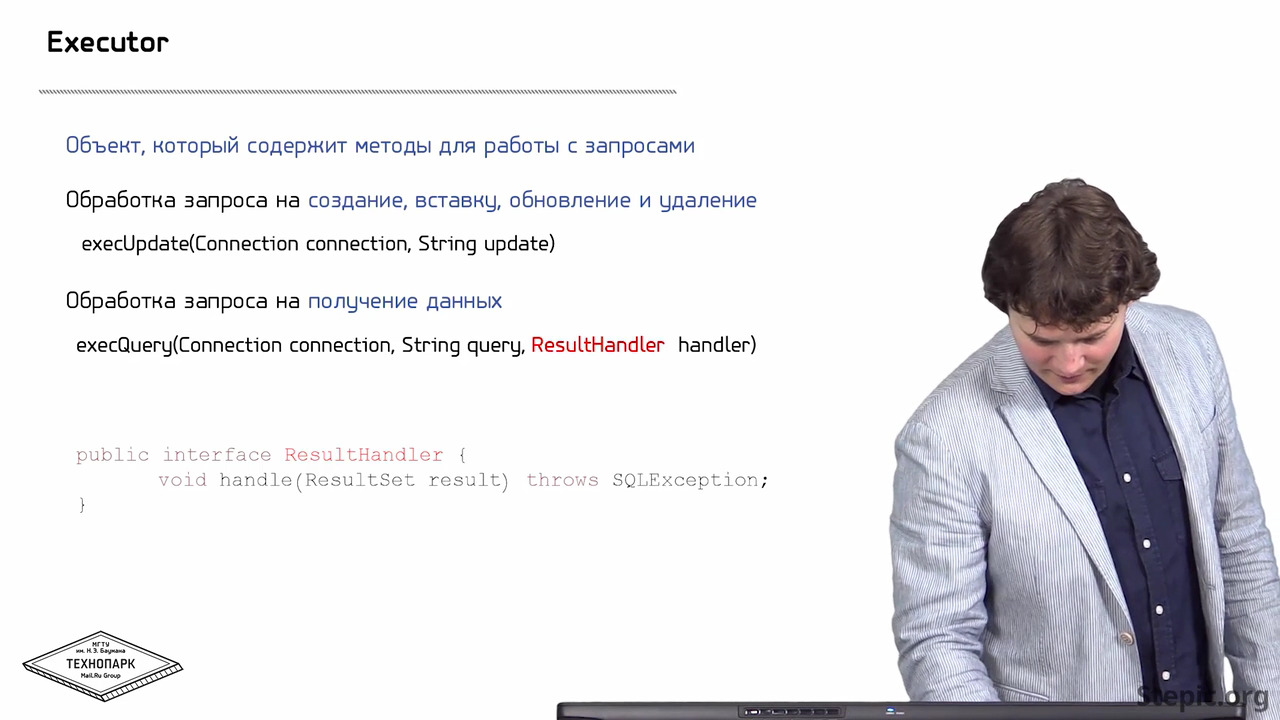 Executor
Объект, который содержит методы для работы с запросами
Обработка запроса на создание, вставку, обновление и удаление
execUpdate(Connection connection, String update)
Обработка запроса на получение данных
execQuery(Connection connection, String query, ResultHandler handler)
public interface ResultHandler {
void handle(ResultSet result) throws SQLException;
}
МГТУ
им. Н.Э. Баумана
ТЕХНОПАРК
Mail.Ru Group
Stepic.org